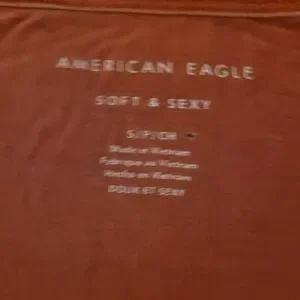 AMERICAN EAGLE
SOFT & SEXY
S/P/CH
Made in Vietnam
Fabriqué au Vietnam
Hecho en Vietnam
DOUX ET SEXY